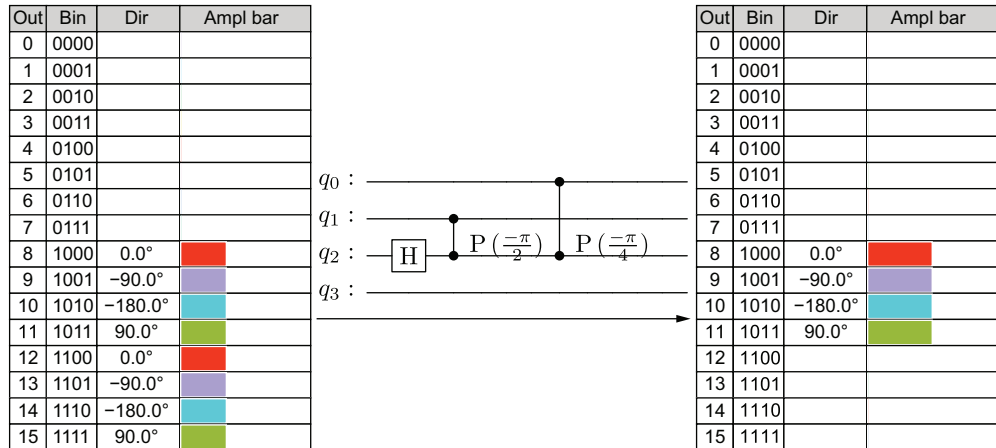 Out Bin Dir Ampl bar
0 0000
1 0001
2 0010
3 0011
4 0100
5 0101
6 0110
7 0111
8 1000 0.0°
9 1001 −90.0°
10 1010 −180.0°
11 1011 90.0°
12 1100 0.0°
13 1101 −90.0°
14 1110 −180.0°
15 1111 90.0°
q0 :
q1 :
q2 : H P (−π/2) P (−π/4)
q3 :
Out Bin Dir Ampl bar
0 0000
1 0001
2 0010
3 0011
4 0100
5 0101
6 0110
7 0111
8 1000 0.0°
9 1001 −90.0°
10 1010 −180.0°
11 1011 90.0°
12 1100
13 1101
14 1110
15 1111